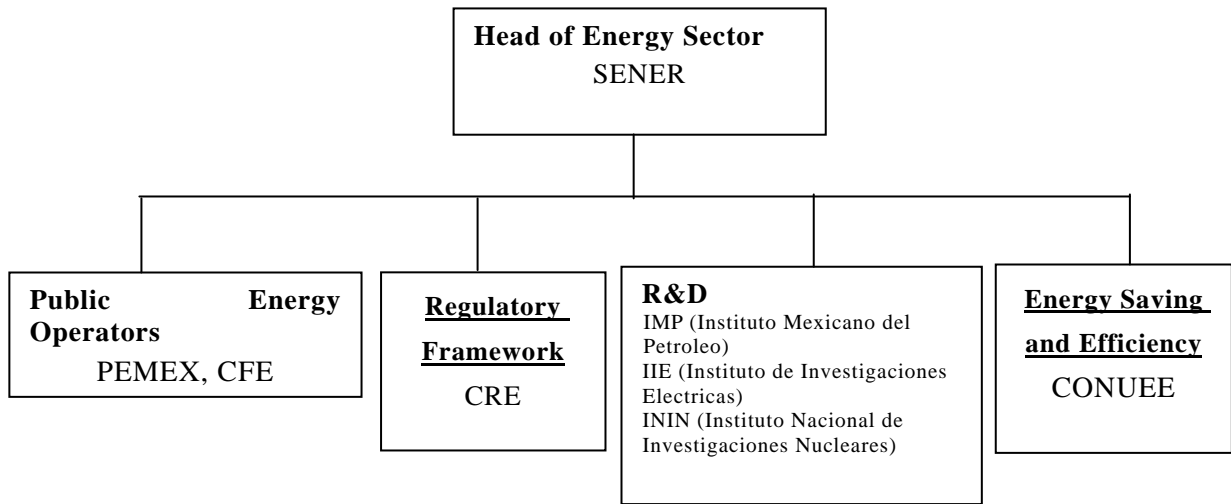 Head of Energy Sector
SENER
Public Energy
Operators
PEMEX, CFE
Regulatory
Framework
CRE
R&D
IMP (Instituto Mexicano del
Petroleo)
IIE (Instituto de Investigaciones
Electricas)
ININ (Instituto Nacional de
Investigaciones Nucleares)
Energy Saving
and Efficiency
CONUEE